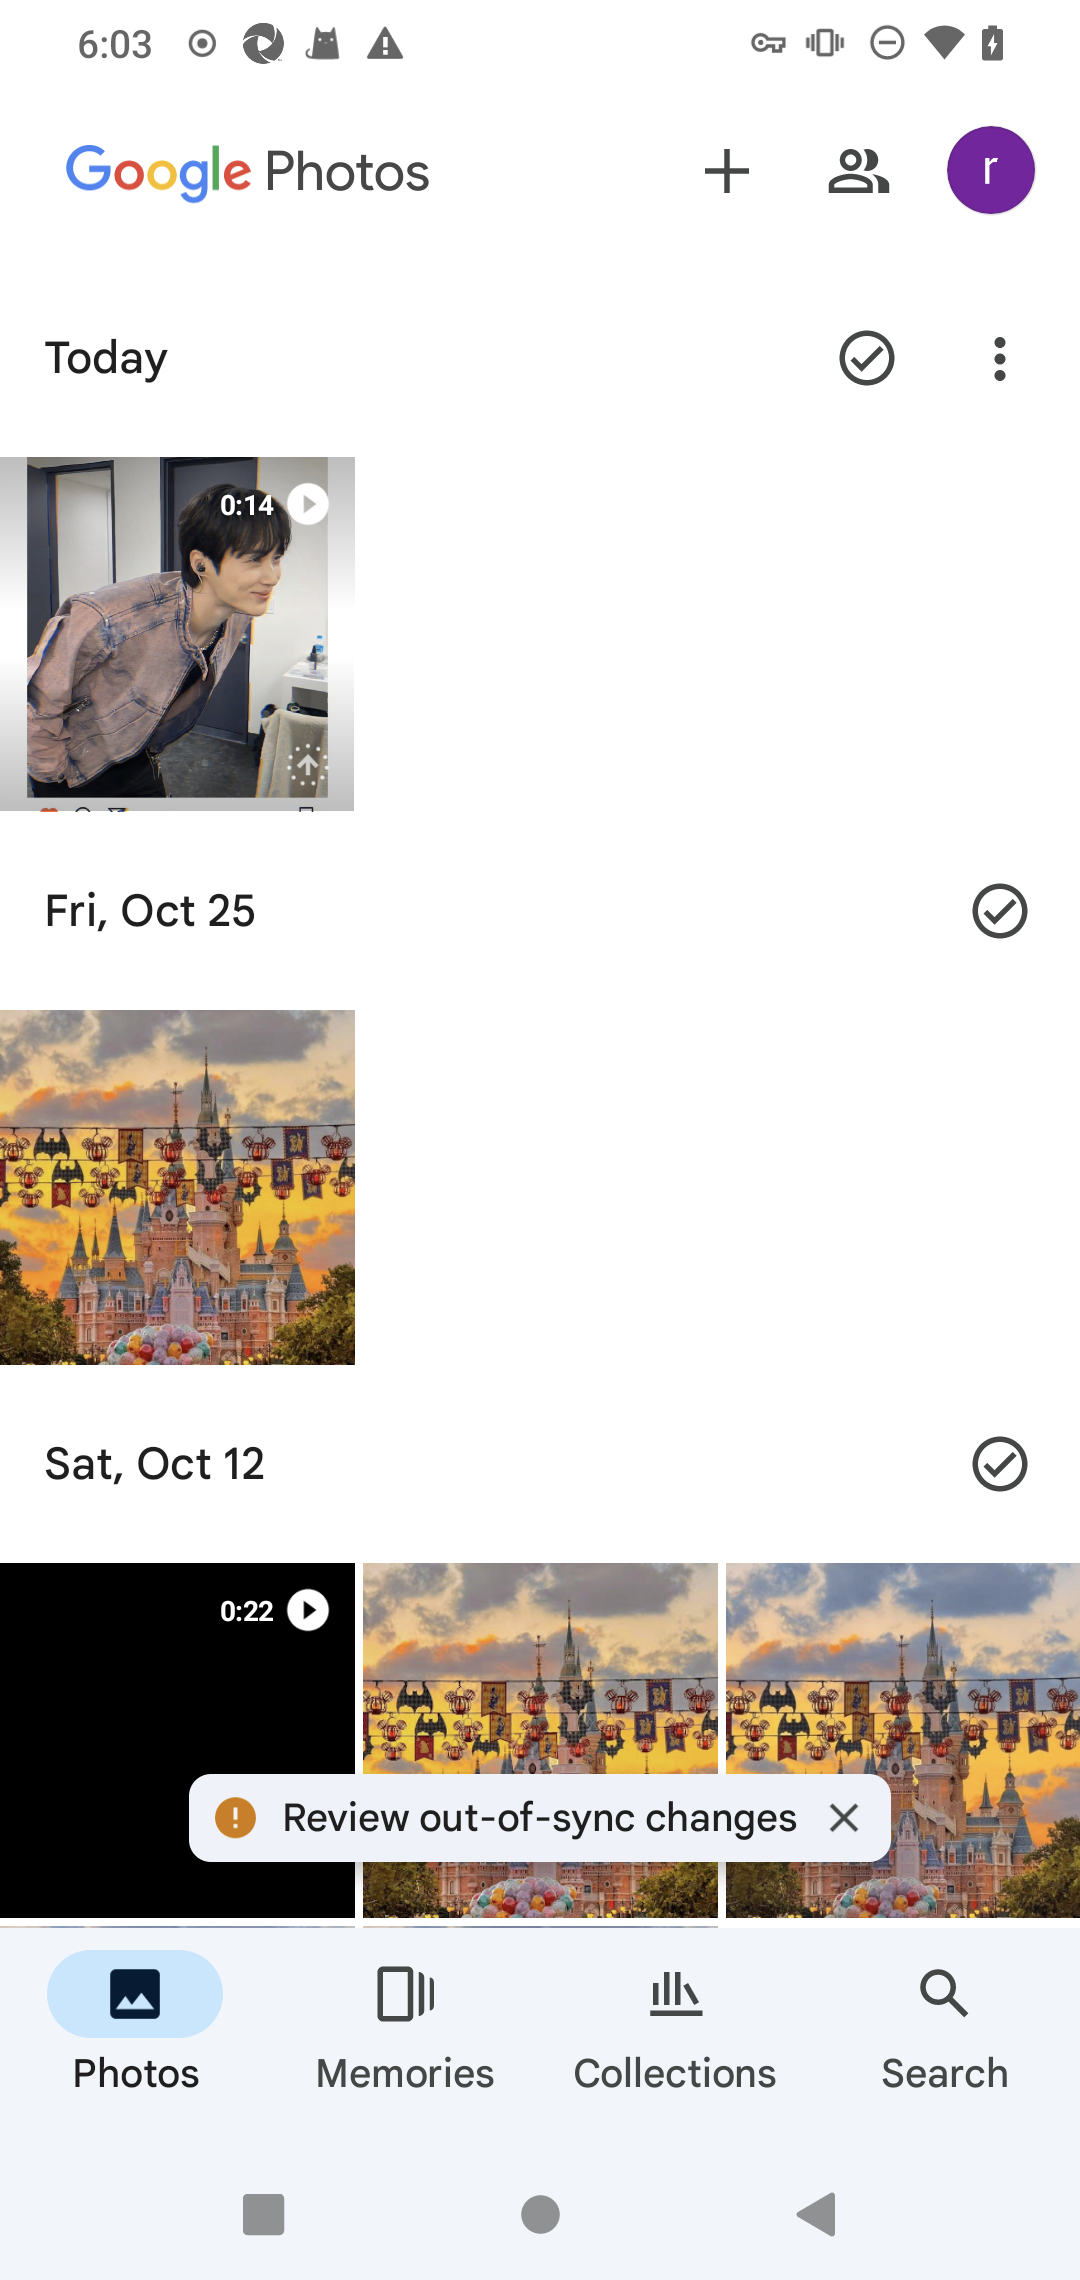 6:03
Google Photos
r
Today
0:14
Fri, Oct 25
Sat, Oct 12
0:22
Review out-of-sync changes
Photos
Memories
Collections
Search